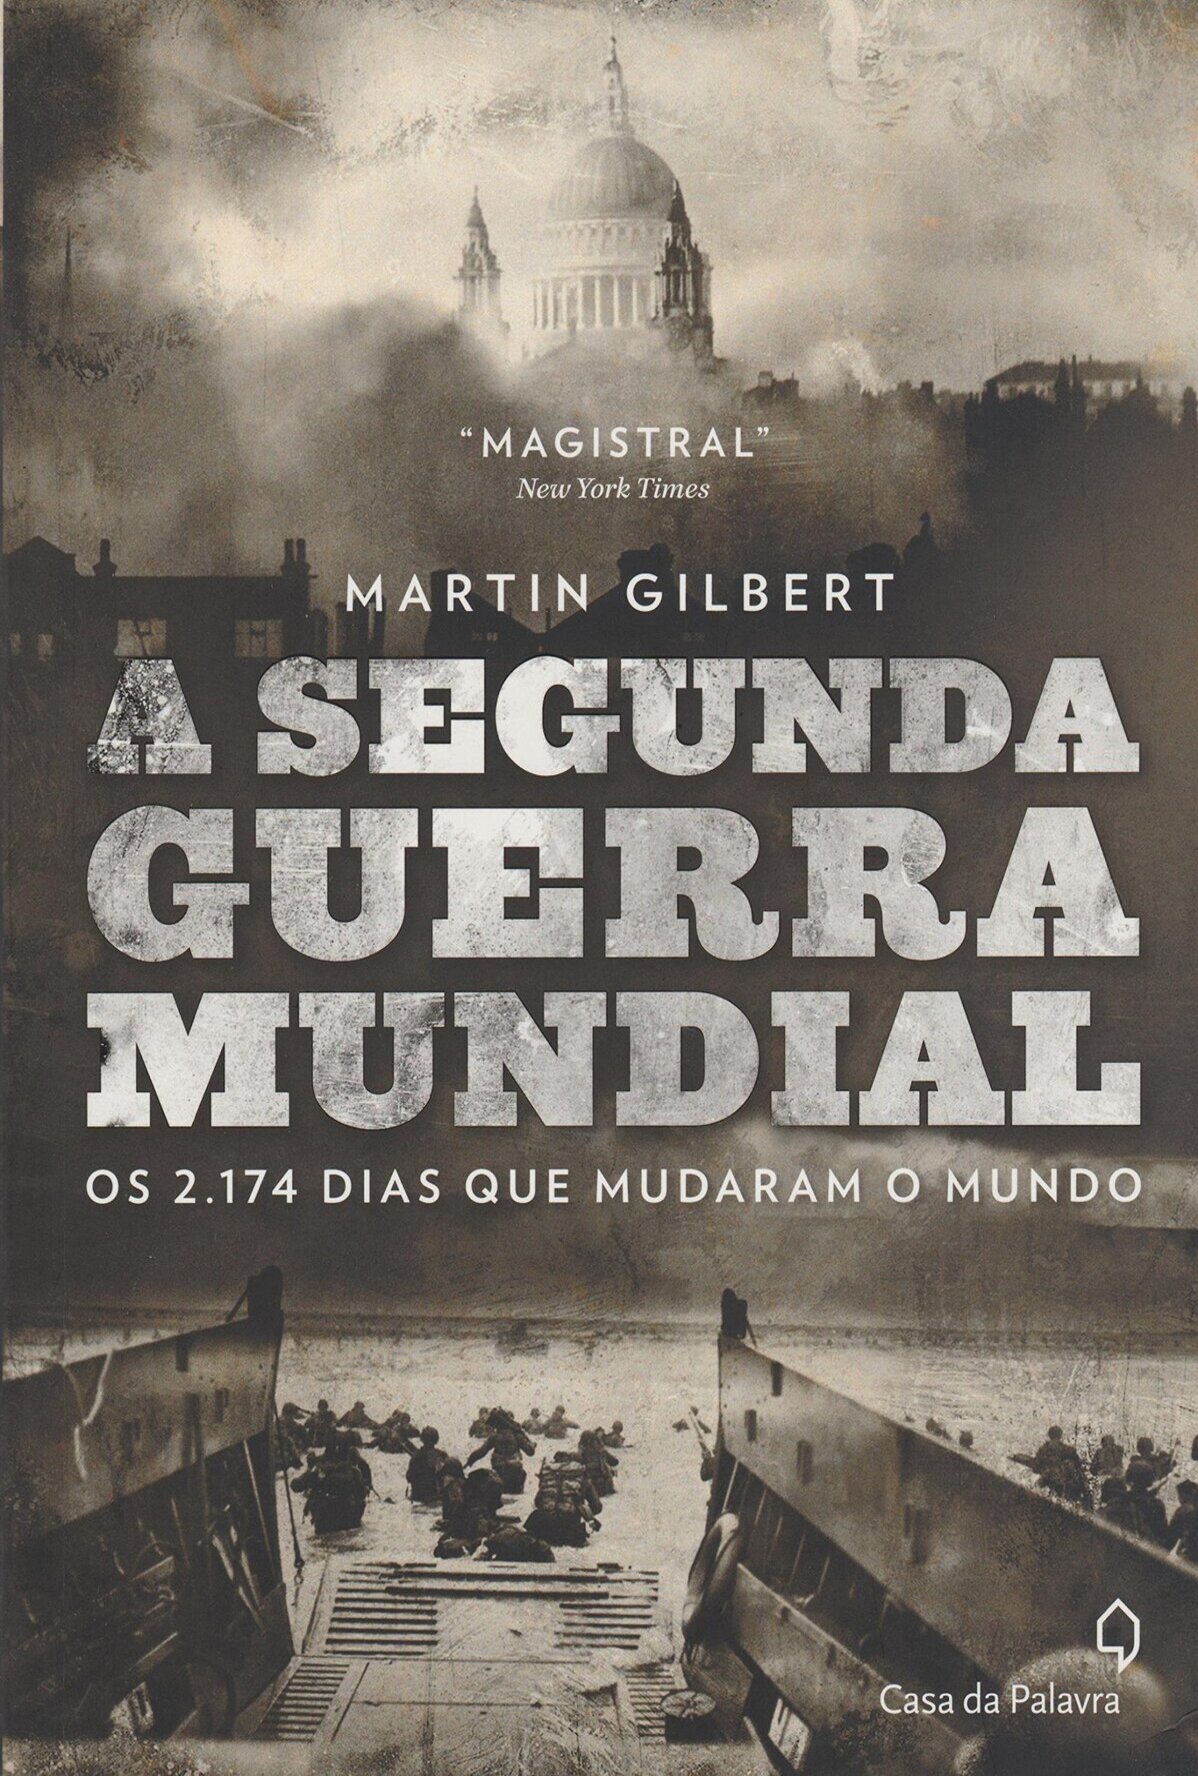 “MAGISTRAL”
New York Times
MARTIN GILBERT
A SEGUNDA
GUERRA
MUNDIAL
OS 2.174 DIAS QUE MUDARAM O MUNDO
Casa da Palavra